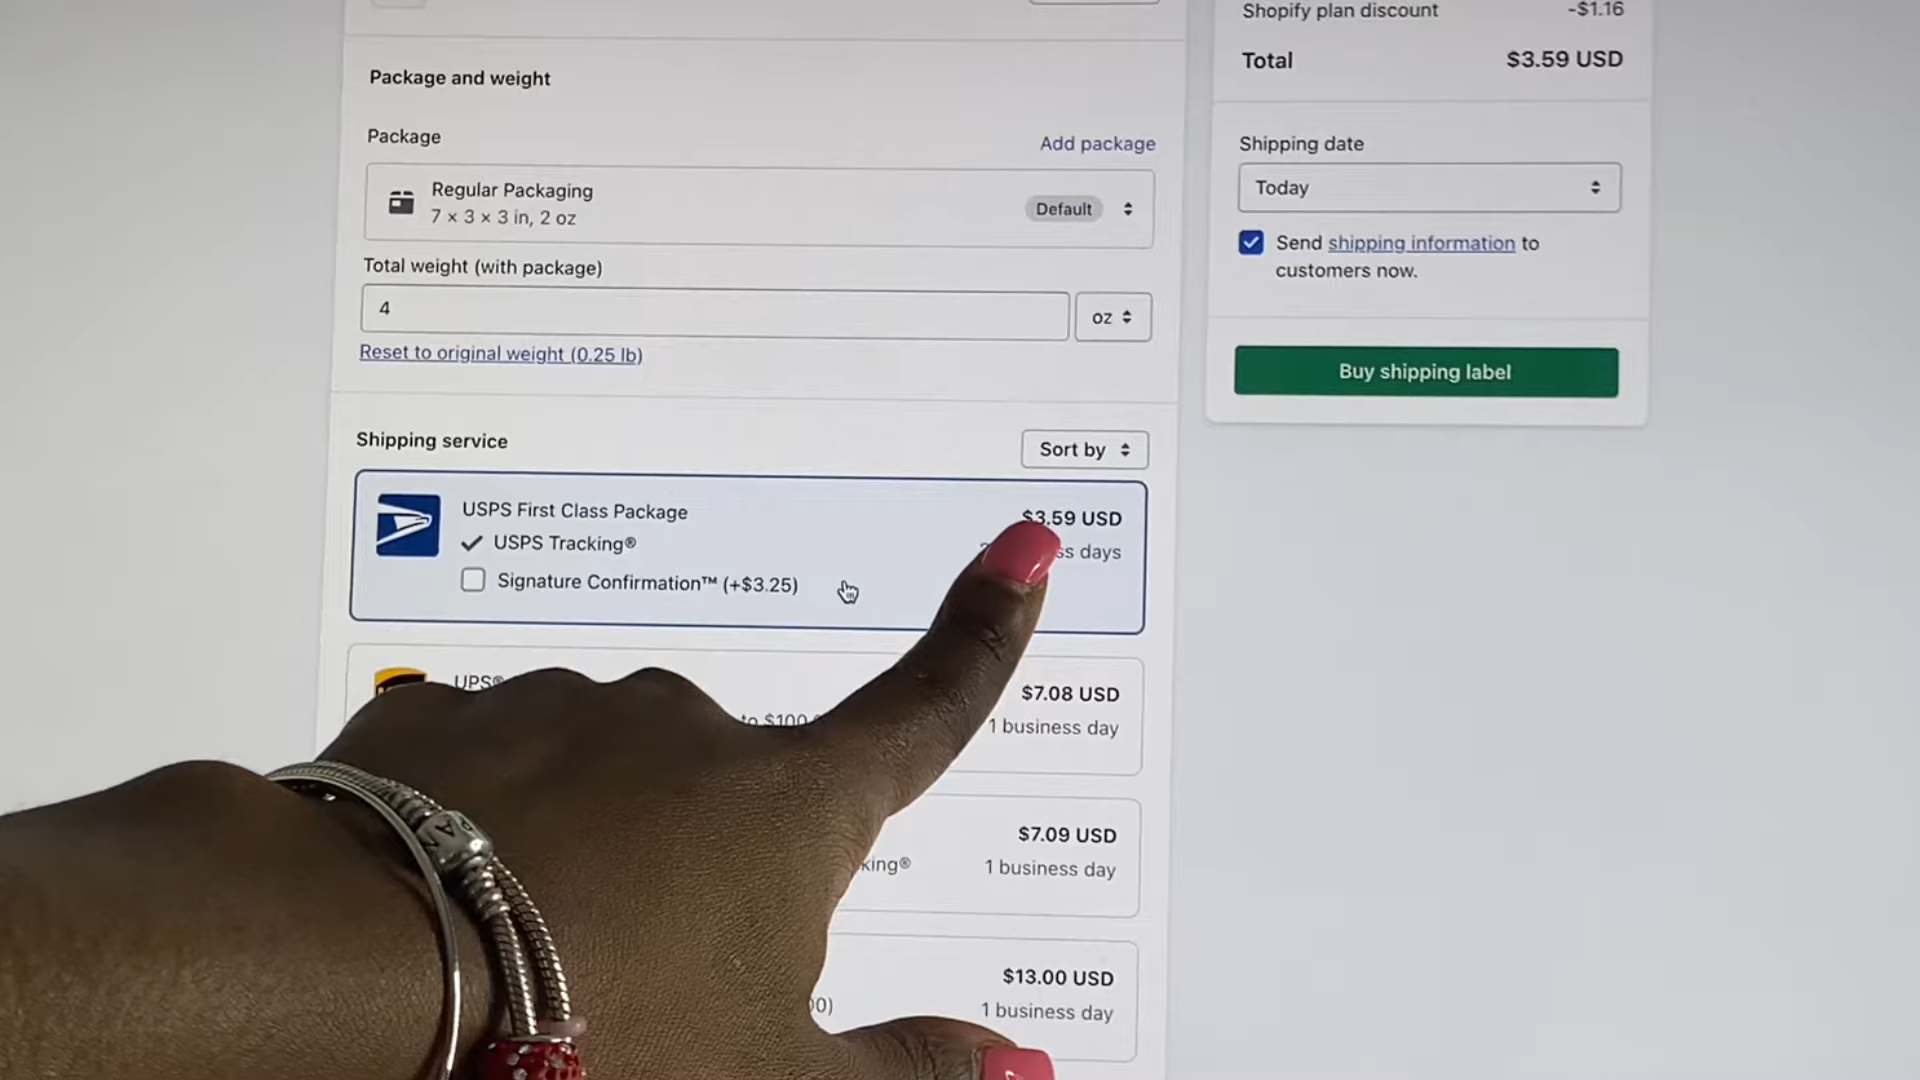 Shopify plan discount -$1.16
Total $3.59 USD
Package and weight
Package
Add package
Regular Packaging
7 × 3 × 3 in, 2 oz
Default
Total weight (with package)
4
oz
Reset to original weight (0.25 lb)
Shipping date
Today
Send shipping information to
customers now.
Buy shipping label
Shipping service
Sort by
USPS First Class Package
$3.59 USD
USPS Tracking®
days
Signature Confirmation™ (+$3.25)
UPS®
$7.08 USD
to $100
1 business day
$7.09 USD
1 business day
$13.00 USD
1 business day